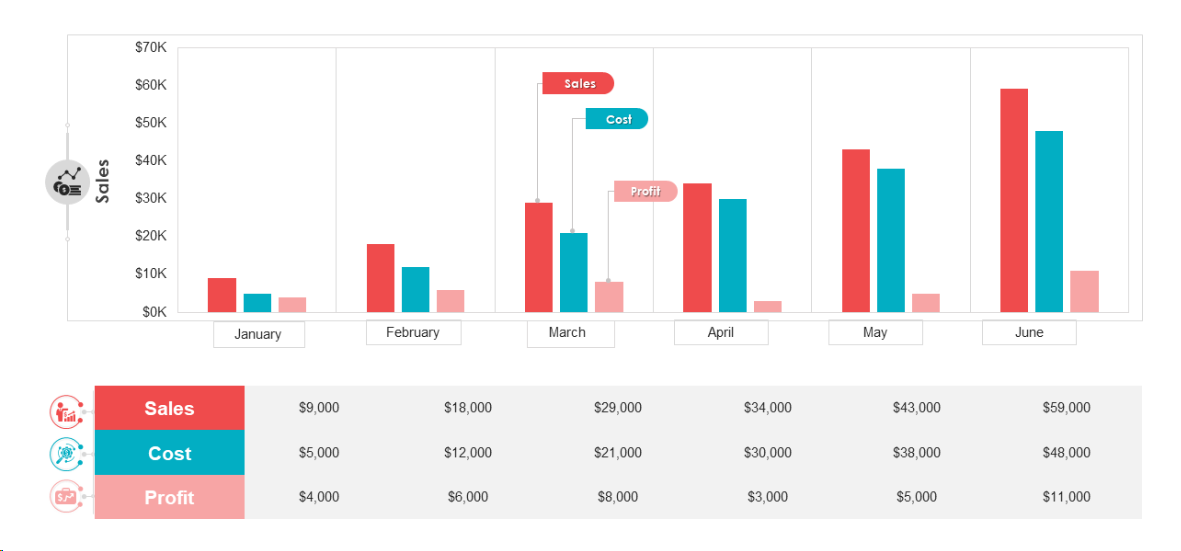 $70K
$60K
$50K
$40K
$30K
$20K
$10K
$0K
Sales
Sales
Cost
Profit
January February March April May June
Sales $9,000 $18,000 $29,000 $34,000 $43,000 $59,000
Cost $5,000 $12,000 $21,000 $30,000 $38,000 $48,000
Profit $4,000 $6,000 $8,000 $3,000 $5,000 $11,000